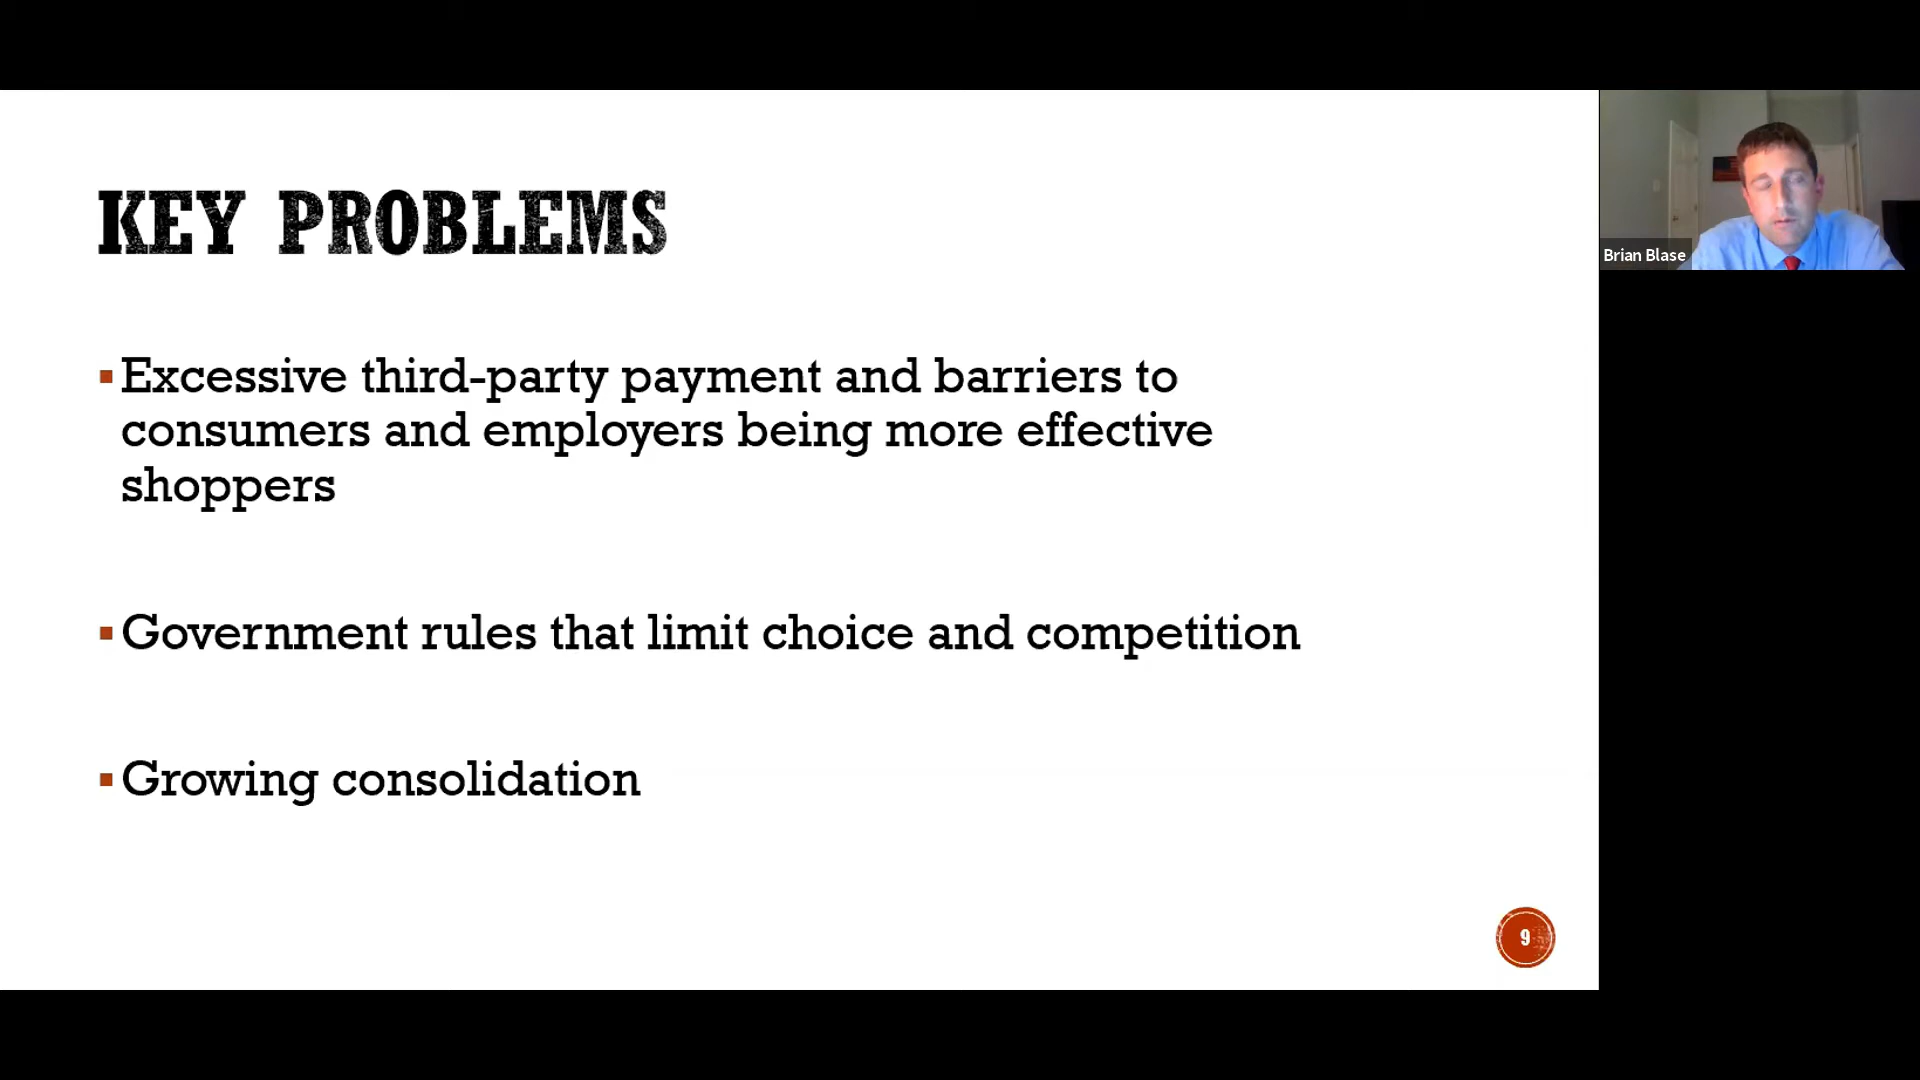 KEY PROBLEMS
Excessive third-party payment and barriers to
consumers and employers being more effective
shoppers
Government rules that limit choice and competition
Growing consolidation
9
Brian Blase